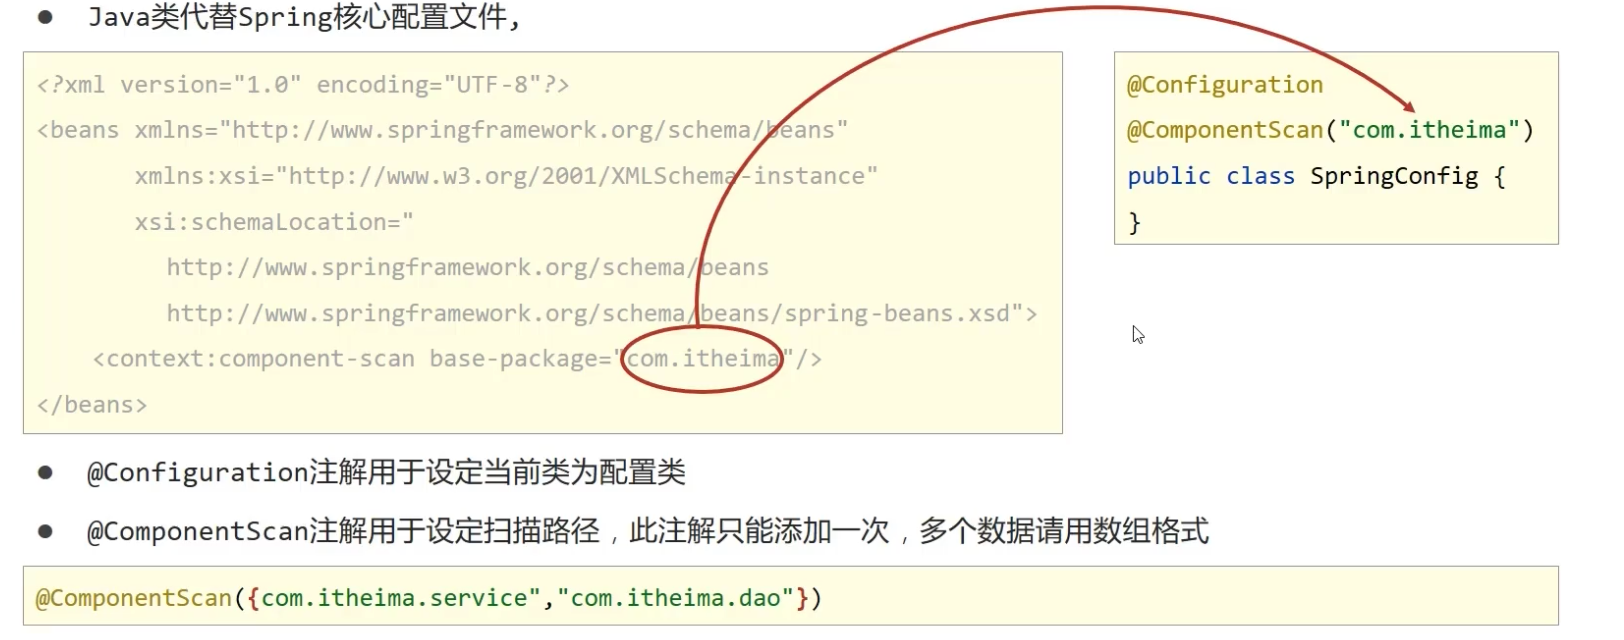 ● Java类代替Spring核心配置文件,
<?xml version="1.0" encoding="UTF-8"?>
<beans xmlns="http://www.springframework.org/schema/beans"
xmlns:xsi="http://www.w3.org/2001/XMLSchema-instance"
xsi:schemaLocation="
http://www.springframework.org/schema/beans
http://www.springframework.org/schema/beans/spring-beans.xsd">
<context:component-scan base-package="com.itheima"/>
</beans>
@Configuration
@ComponentScan("com.itheima")
public class SpringConfig {
}
● @Configuration注解用于设定当前类为配置类
● @ComponentScan注解用于设定扫描路径，此注解只能添加一次，多个数据请用数组格式
@ComponentScan({com.itheima.service","com.itheima.dao"})